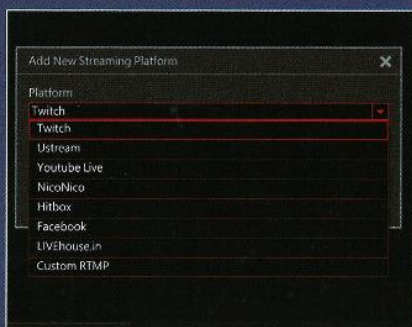 Add New Streaming Platform
Platform
Twitch
Twitch
Ustream
Youtube Live
NicoNico
Hitbox
Facebook
LIVEhouse.in
Custom RTMP